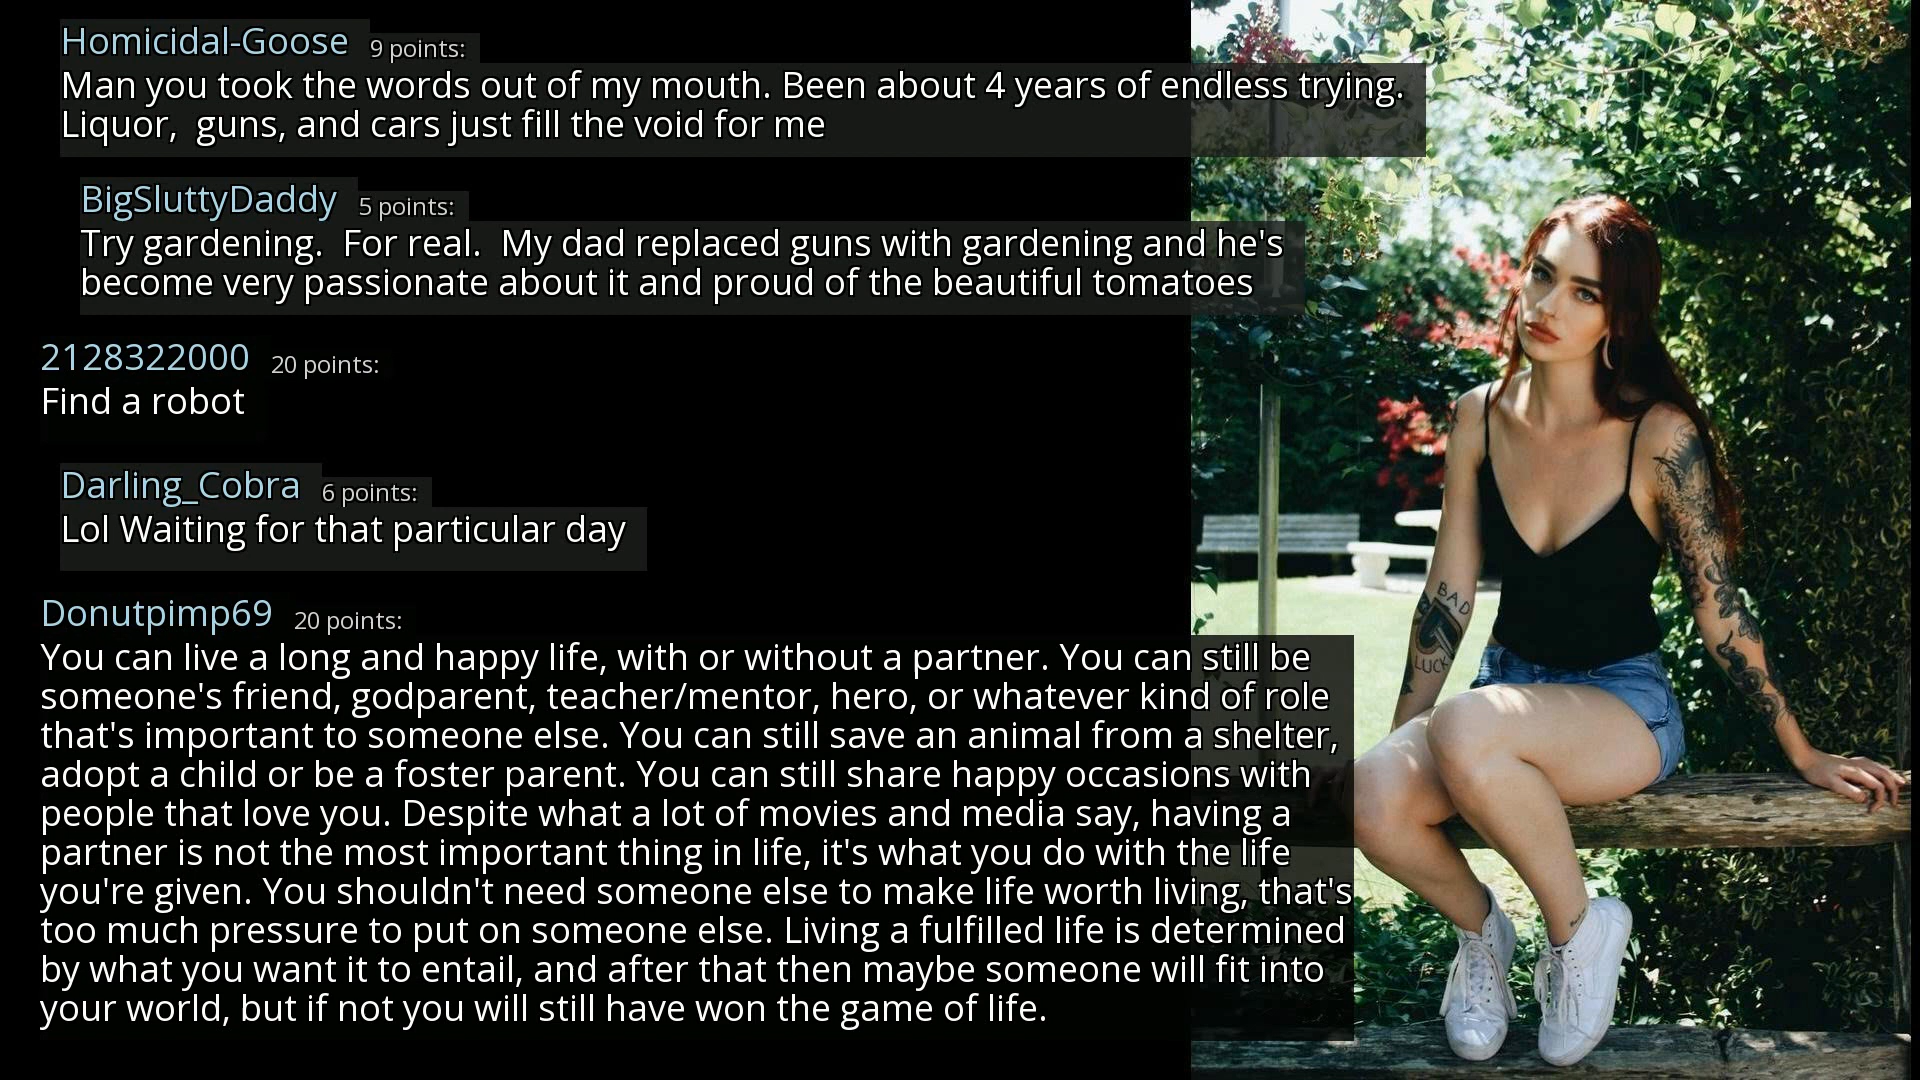 Homicidal-Goose 9 points:
Man you took the words out of my mouth. Been about 4 years of endless trying.
Liquor,  guns, and cars just fill the void for me
BigSluttyDaddy 5 points:
Try gardening.  For real.  My dad replaced guns with gardening and he's
become very passionate about it and proud of the beautiful tomatoes
2128322000 20 points:
Find a robot
Darling_Cobra 6 points:
Lol Waiting for that particular day
Donutpimp69 20 points:
You can live a long and happy life, with or without a partner. You can still be
someone's friend, godparent, teacher/mentor, hero, or whatever kind of role
that's important to someone else. You can still save an animal from a shelter,
adopt a child or be a foster parent. You can still share happy occasions with
people that love you. Despite what a lot of movies and media say, having a
partner is not the most important thing in life, it's what you do with the life
you're given. You shouldn't need someone else to make life worth living, that's
too much pressure to put on someone else. Living a fulfilled life is determined
by what you want it to entail, and after that then maybe someone will fit into
your world, but if not you will still have won the game of life.
BAD
LUCK